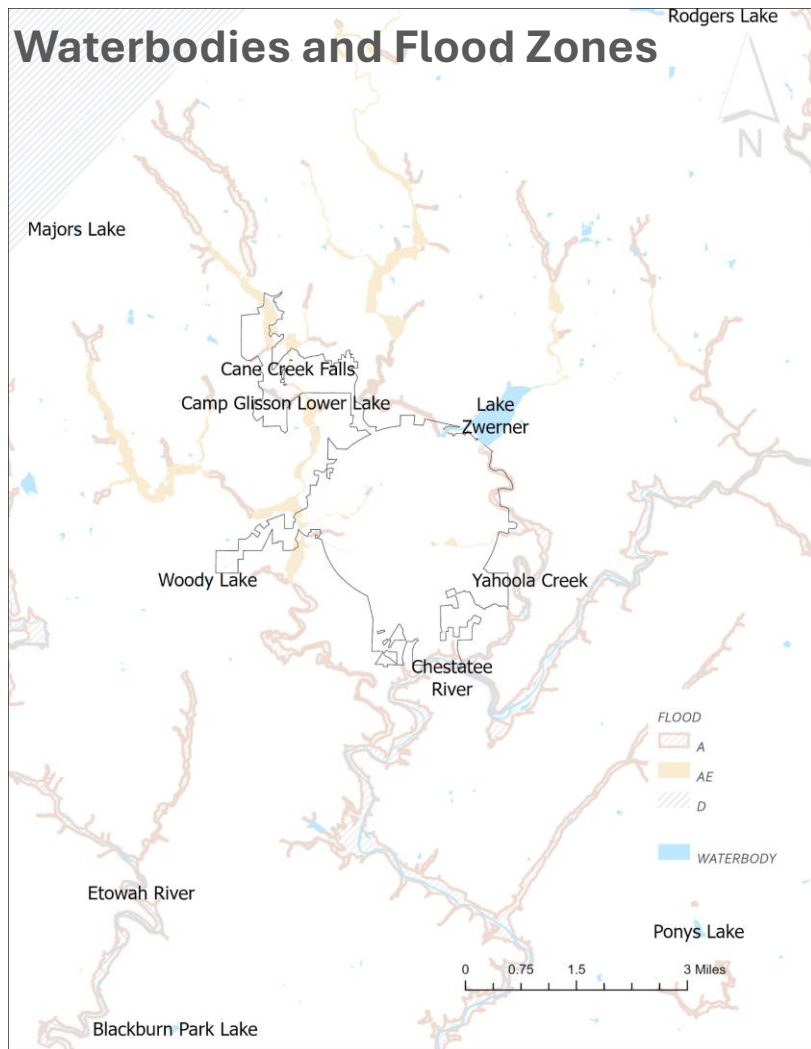 Rodgers Lake
Waterbodies and Flood Zones
N
Majors Lake
Cane Creek Falls
Camp Glisson Lower Lake
Lake
Zwerner
Woody Lake
Yahoola Creek
Chestatee
River
FLOOD
A
AE
D
WATERBODY
Etowah River
Ponys Lake
0 0.75 1.5 3 Miles
Blackburn Park Lake